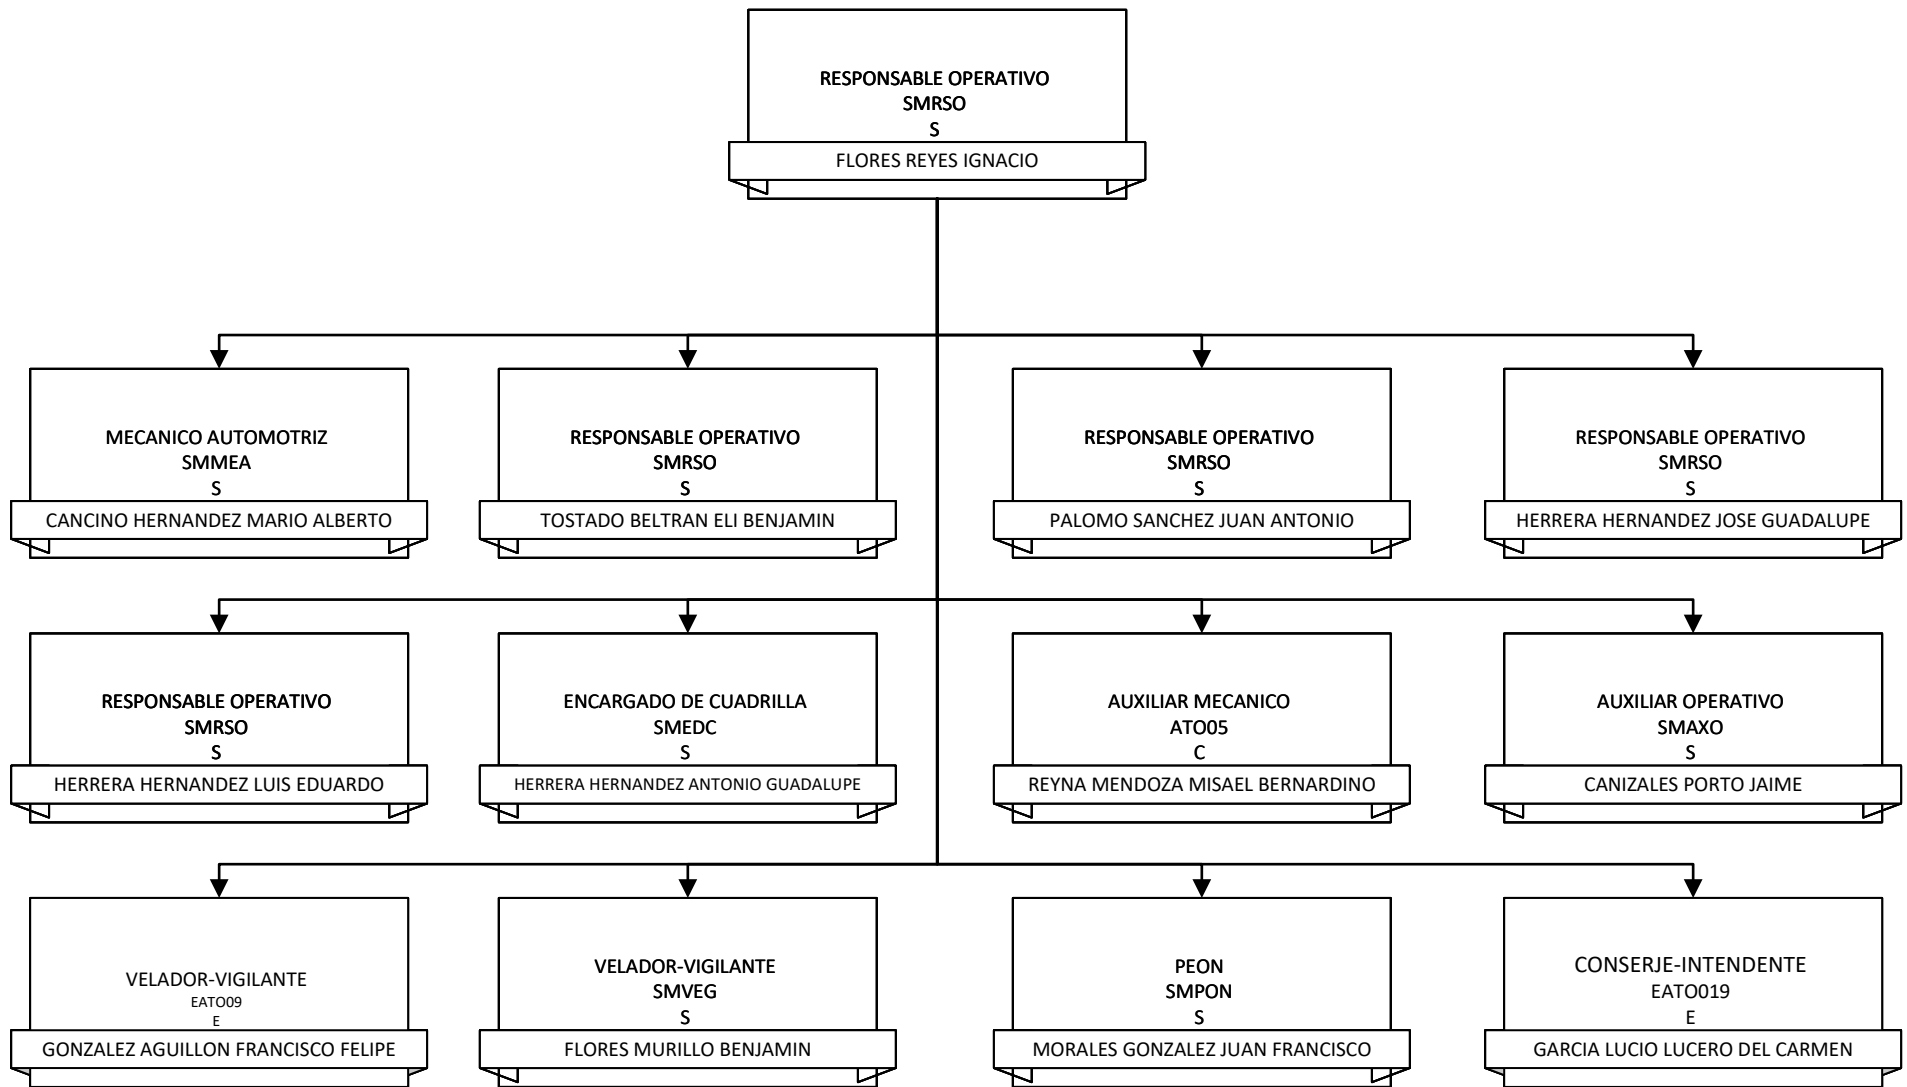 RESPONSABLE OPERATIVO
SMRSO
S
FLORES REYES IGNACIO
MECANICO AUTOMOTRIZ
SMMEA
S
CANCINO HERNANDEZ MARIO ALBERTO
RESPONSABLE OPERATIVO
SMRSO
S
TOSTADO BELTRAN ELI BENJAMIN
RESPONSABLE OPERATIVO
SMRSO
S
PALOMO SANCHEZ JUAN ANTONIO
RESPONSABLE OPERATIVO
SMRSO
S
HERRERA HERNANDEZ JOSE GUADALUPE
RESPONSABLE OPERATIVO
SMRSO
S
HERRERA HERNANDEZ LUIS EDUARDO
ENCARGADO DE CUADRILLA
SMEDC
S
HERRERA HERNANDEZ ANTONIO GUADALUPE
AUXILIAR MECANICO
ATO05
C
REYNA MENDOZA MISAEL BERNARDINO
AUXILIAR OPERATIVO
SMAXO
S
CANIZALES PORTO JAIME
VELADOR-VIGILANTE
EATO09
E
GONZALEZ AGUILLON FRANCISCO FELIPE
VELADOR-VIGILANTE
SMVEG
S
FLORES MURILLO BENJAMIN
PEON
SMPON
S
MORALES GONZALEZ JUAN FRANCISCO
CONSERJE-INTENDENTE
EATO019
E
GARCIA LUCIO LUCERO DEL CARMEN